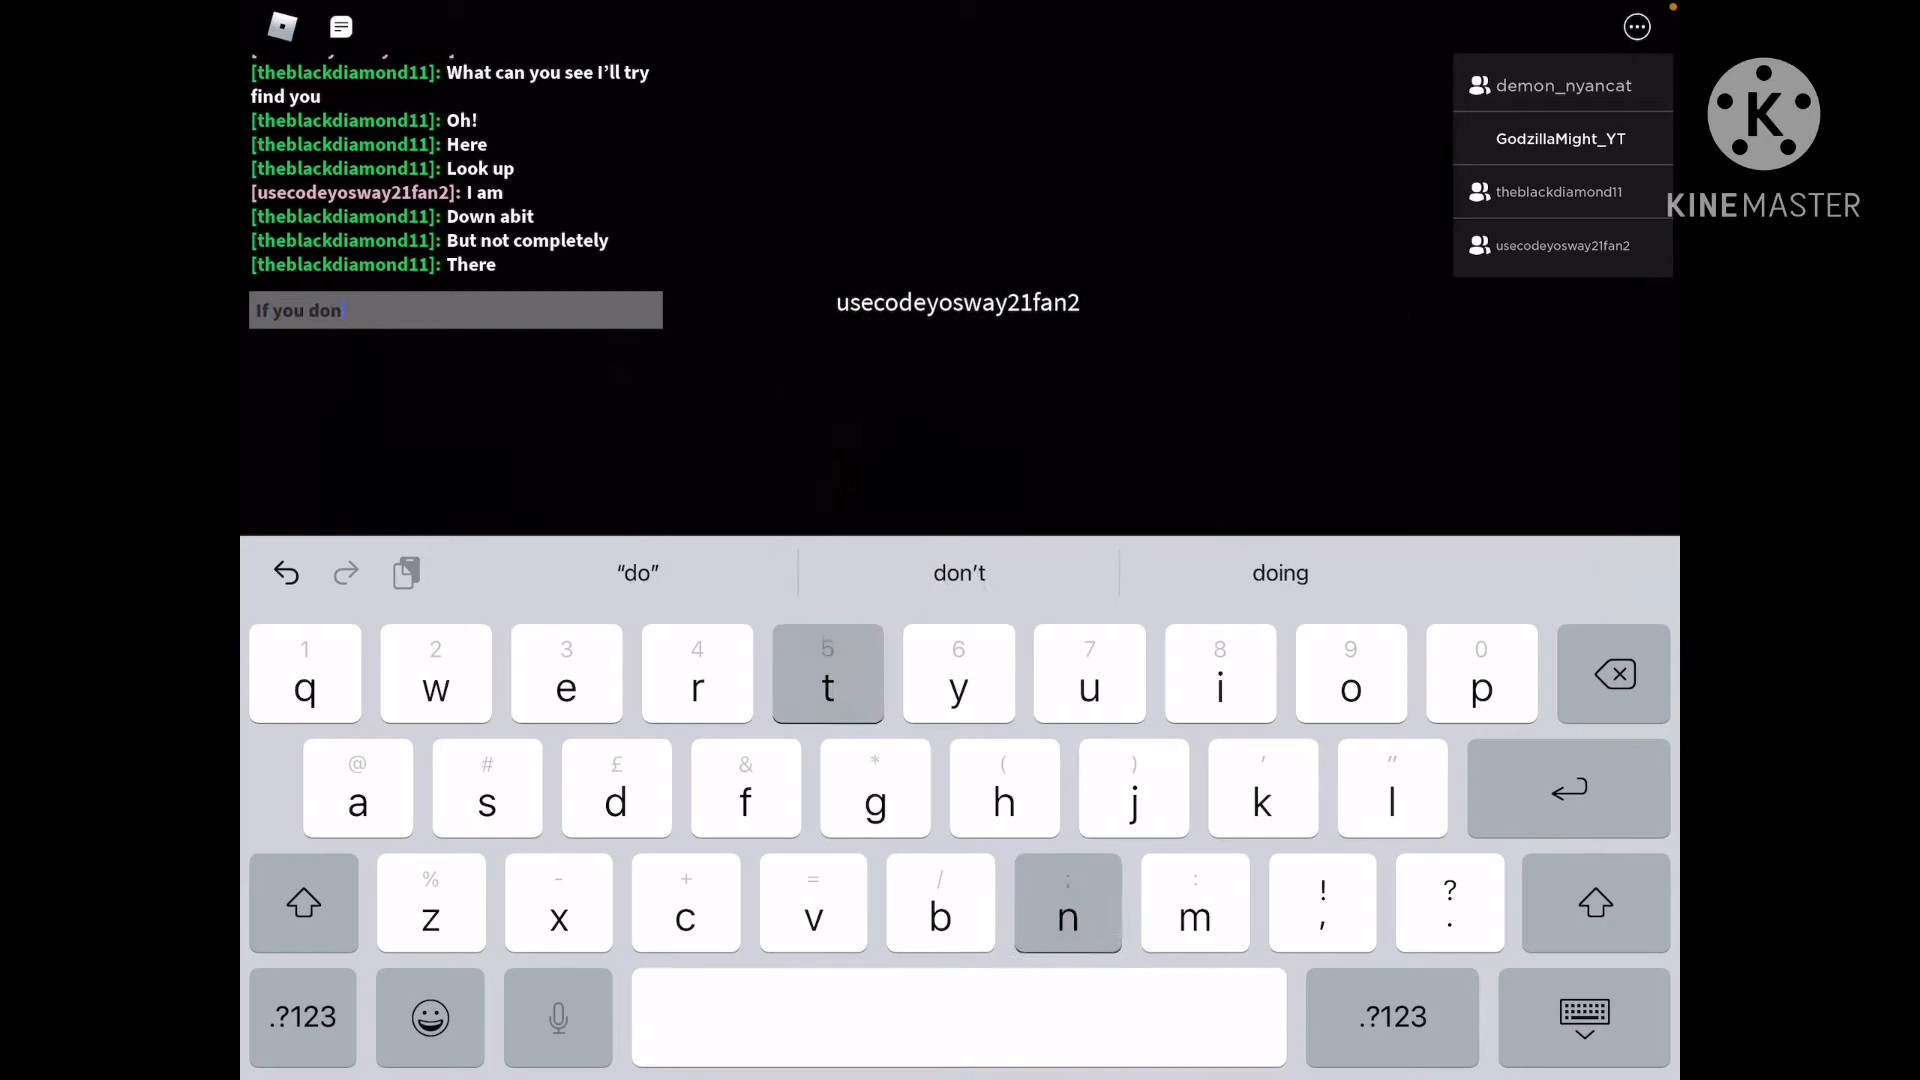 [theblackdiamond11]: What can you see I’ll try
find you
[theblackdiamond11]: Oh!
[theblackdiamond11]: Here
[theblackdiamond11]: Look up
[usecodeyosway21fan2]: I am
[theblackdiamond11]: Down abit
[theblackdiamond11]: But not completely
[theblackdiamond11]: There
If you don
usecodeyosway21fan2
demon_nyancat
GodzillaMight_YT
theblackdiamond11
usecodeyosway21fan2
K
KINEMASTER
“do” don’t doing
1 2 3 4 5 6 7 8 9 0
q w e r t y u i o p
@ # £ & * ( ) ' "
a s d f g h j k l
% - + = / ; : ! ?
z x c v b n m , .
.?123 .?123